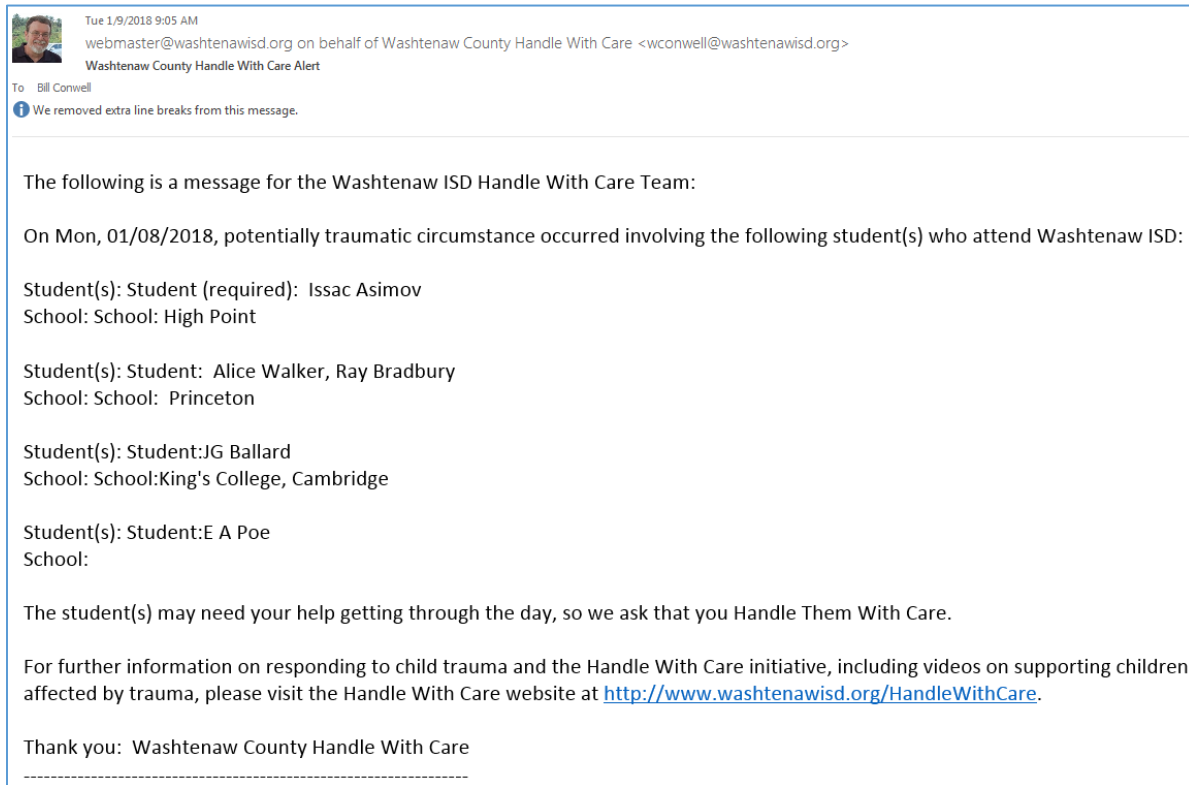 Tue 1/9/2018 9:05 AM
webmaster@washtenawisd.org on behalf of Washtenaw County Handle With Care <wconwell@washtenawisd.org>
Washtenaw County Handle With Care Alert
To Bill Conwell
We removed extra line breaks from this message.
The following is a message for the Washtenaw ISD Handle With Care Team:
On Mon, 01/08/2018, potentially traumatic circumstance occurred involving the following student(s) who attend Washtenaw ISD:
Student(s): Student (required):  Issac Asimov
School: School: High Point
Student(s): Student:  Alice Walker, Ray Bradbury
School: School:  Princeton
Student(s): Student:JG Ballard
School: School:King's College, Cambridge
Student(s): Student:E A Poe
School:
The student(s) may need your help getting through the day, so we ask that you Handle Them With Care.
For further information on responding to child trauma and the Handle With Care initiative, including videos on supporting children
affected by trauma, please visit the Handle With Care website at http://www.washtenawisd.org/HandleWithCare.
Thank you:  Washtenaw County Handle With Care
------------------------------------------------------------------